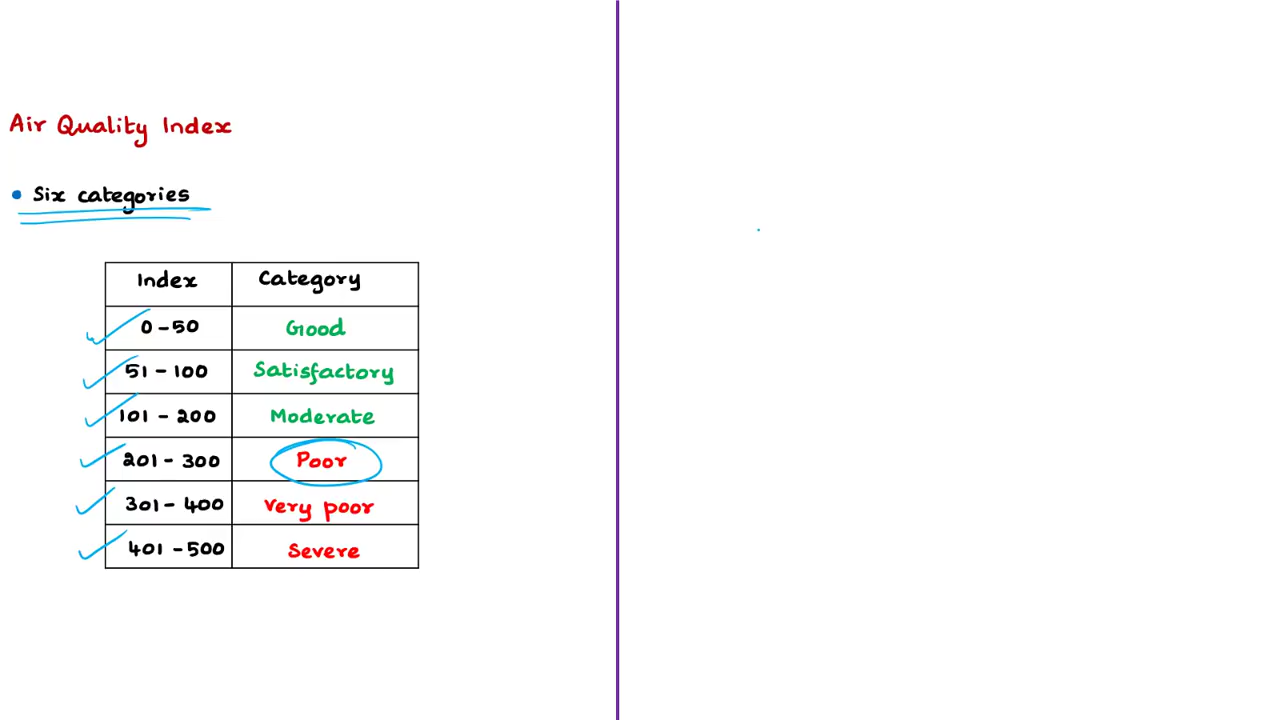 Air Quality Index
• Six categories
Index Category
0 - 50 Good
51 - 100 Satisfactory
101 - 200 Moderate
201 - 300 Poor
301 - 400 very poor
401 - 500 Severe